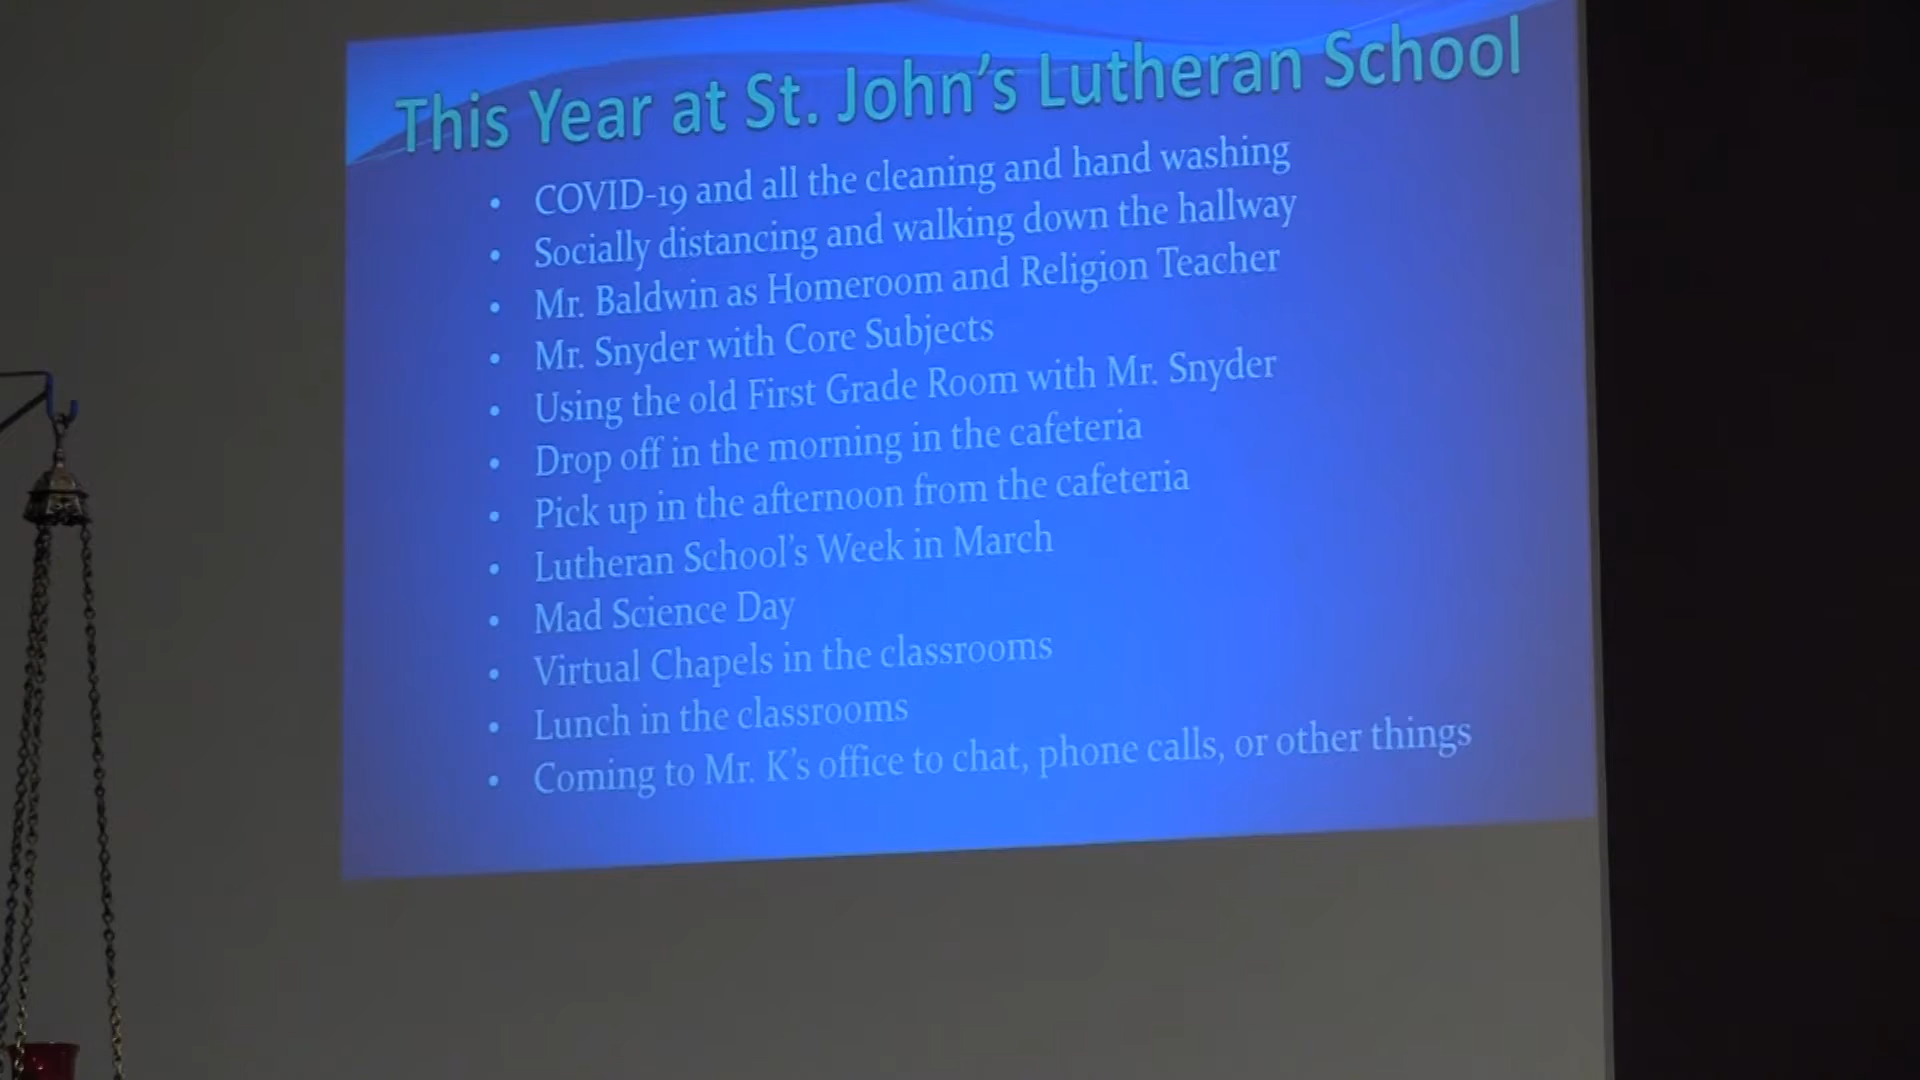 This Year at St. John's Lutheran School
• COVID-19 and all the cleaning and hand washing
• Socially distancing and walking down the hallway
• Mr. Baldwin as Homeroom and Religion Teacher
• Mr. Snyder with Core Subjects
• Using the old First Grade Room with Mr. Snyder
• Drop off in the morning in the cafeteria
• Pick up in the afternoon from the cafeteria
• Lutheran School's Week in March
• Mad Science Day
• Virtual Chapels in the classrooms
• Lunch in the classrooms
• Coming to Mr. K's office to chat, phone calls, or other things